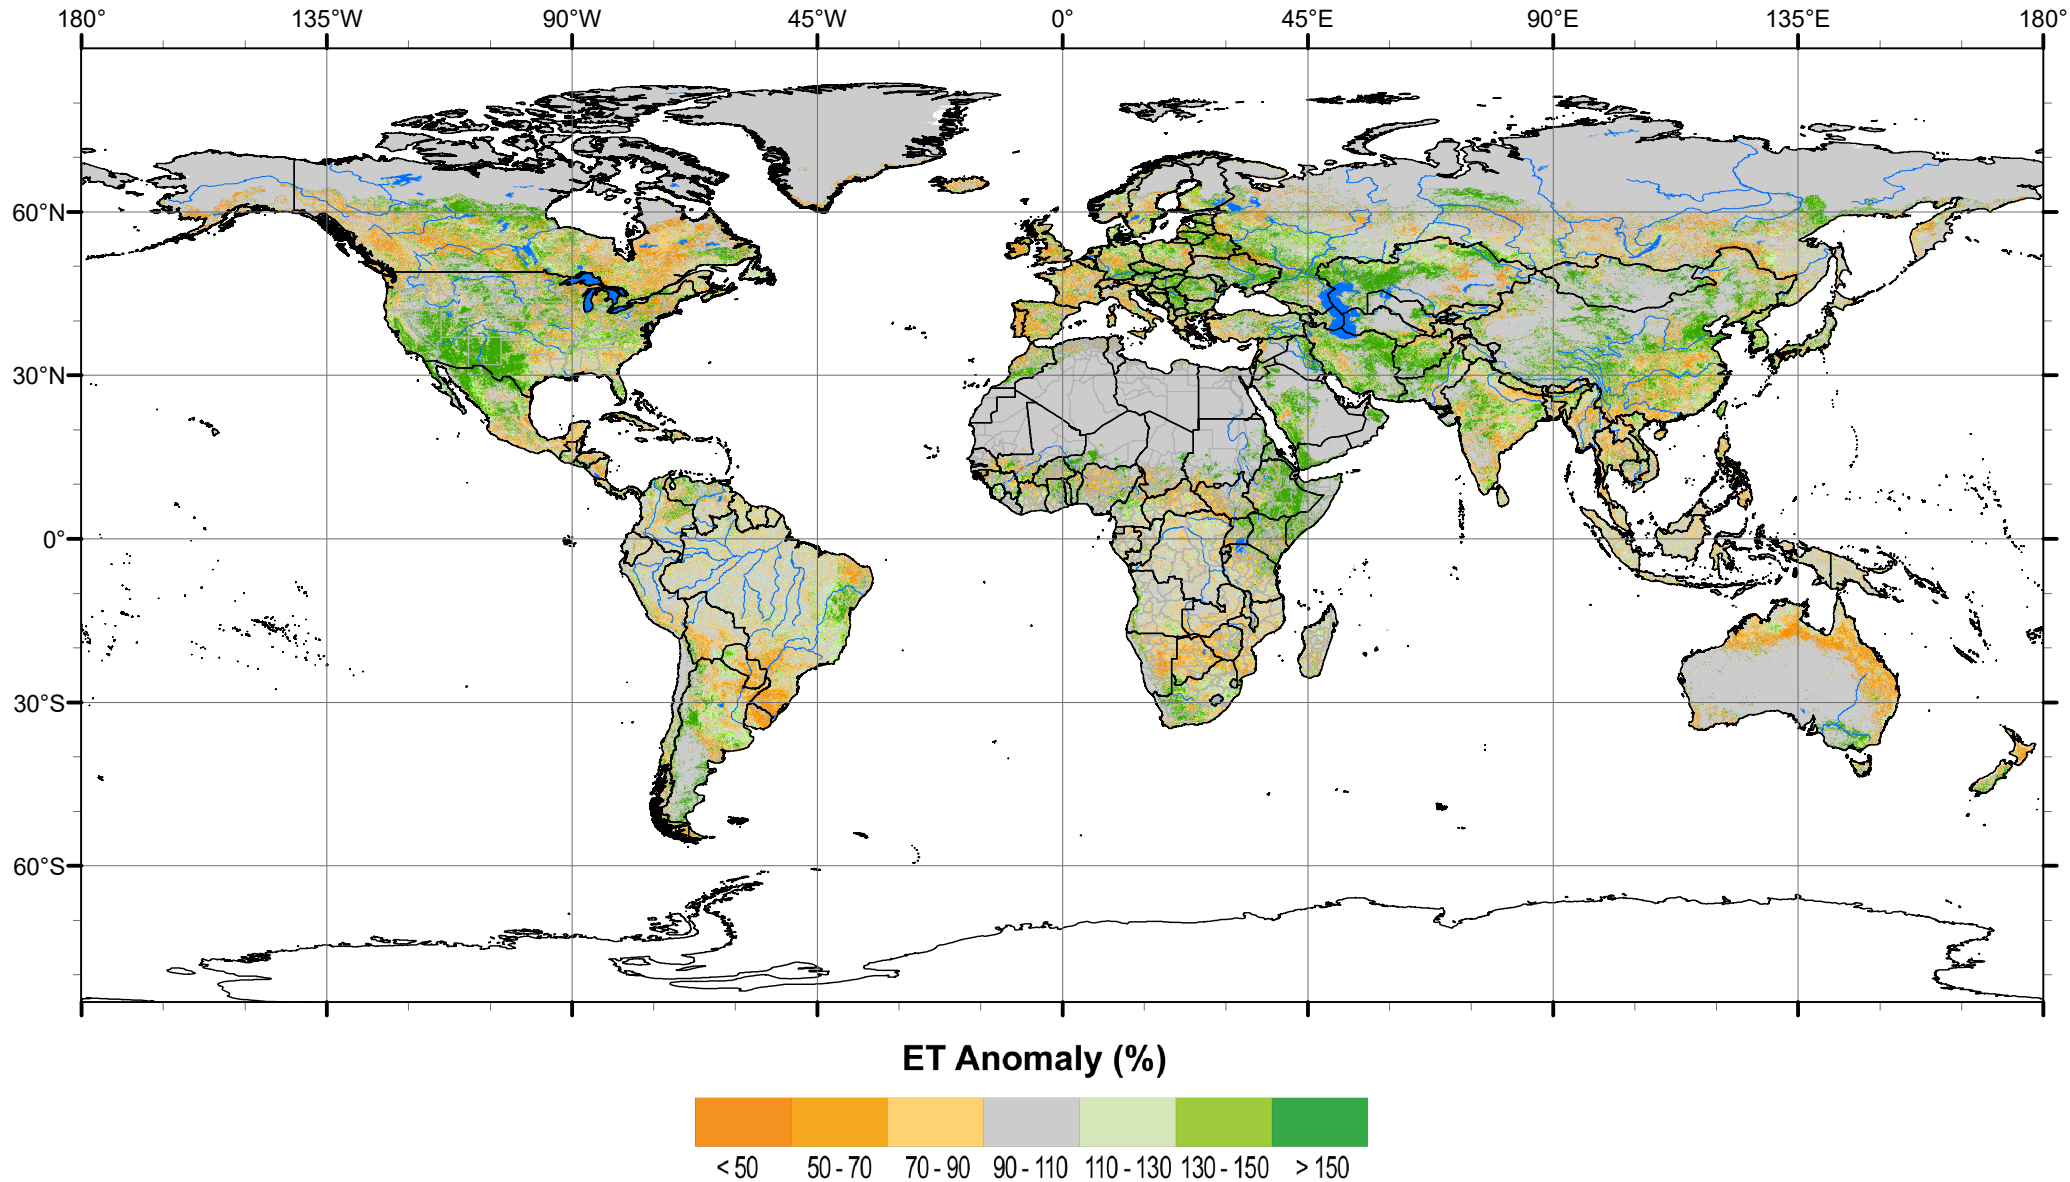 180° 135°W 90°W 45°W 0° 45°E 90°E 135°E 180°
60°N
30°N
0°
30°S
60°S
ET Anomaly (%)
< 50 50 - 70 70 - 90 90 - 110 110 - 130 130 - 150 > 150